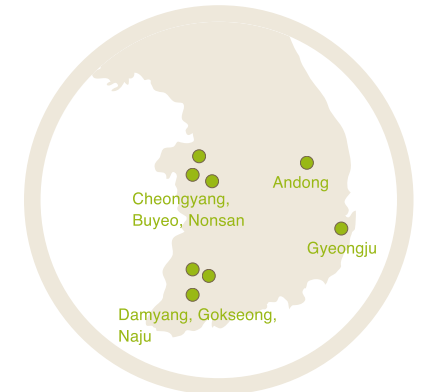 Cheongyang,
Buyeo, Nonsan
Andong
Gyeongju
Damyang, Gokseong,
Naju